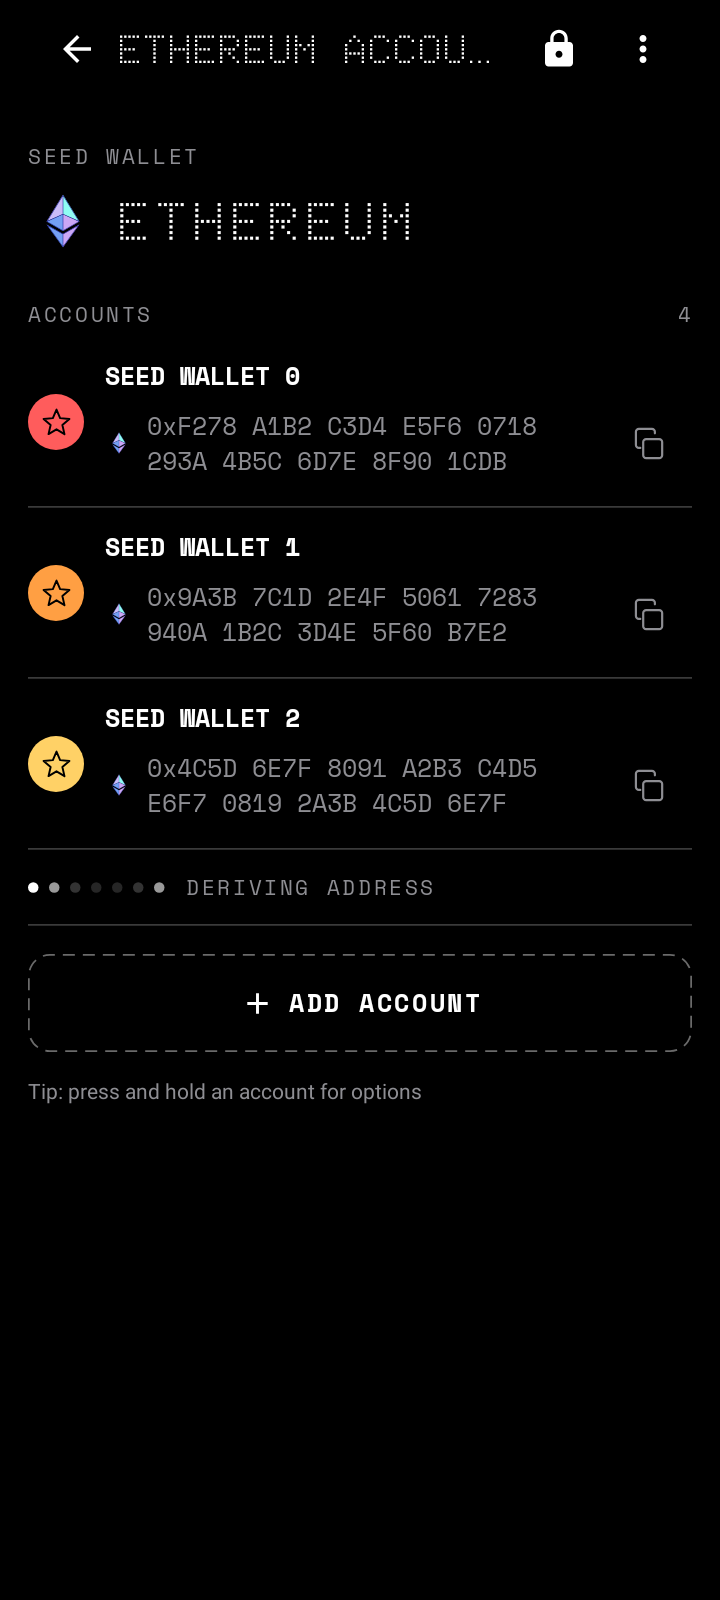 ETHEREUM ACCOU...
SEED WALLET
ETHEREUM
ACCOUNTS 4
SEED WALLET 0
0xF278 A1B2 C3D4 E5F6 0718
293A 4B5C 6D7E 8F90 1CDB
SEED WALLET 1
0x9A3B 7C1D 2E4F 5061 7283
940A 1B2C 3D4E 5F60 B7E2
SEED WALLET 2
0x4C5D 6E7F 8091 A2B3 C4D5
E6F7 0819 2A3B 4C5D 6E7F
DERIVING ADDRESS
+ ADD ACCOUNT
Tip: press and hold an account for options